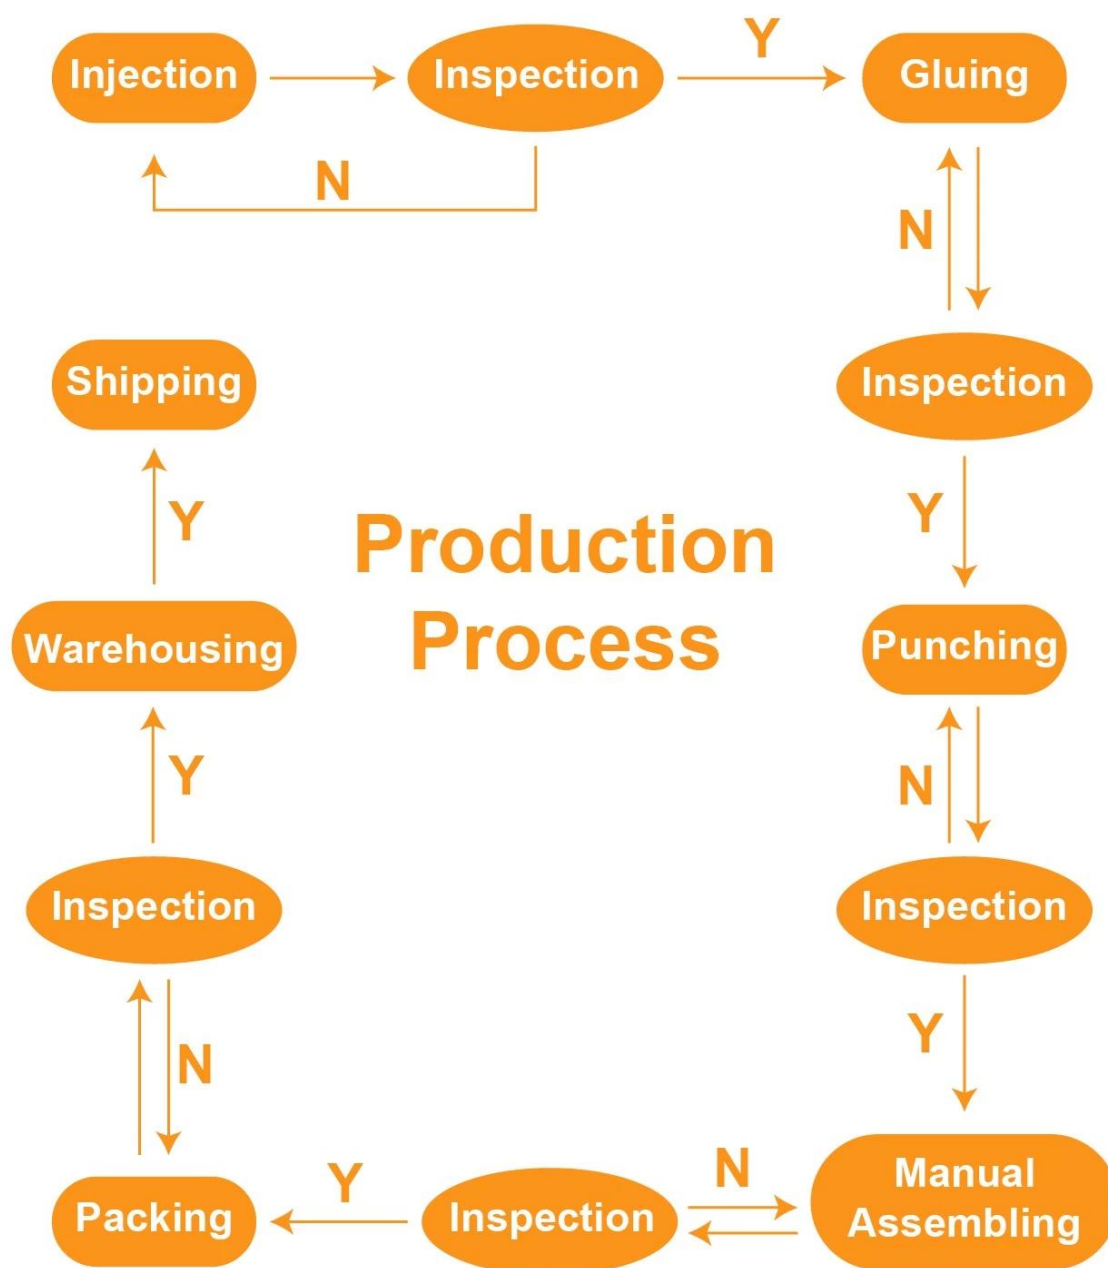 Injection
Inspection
Y
Gluing
N
N
Inspection
Y
Punching
N
Inspection
Y
Manual
Assembling
N
Inspection
Y
Packing
N
Inspection
Y
Warehousing
Y
Shipping
Production
Process